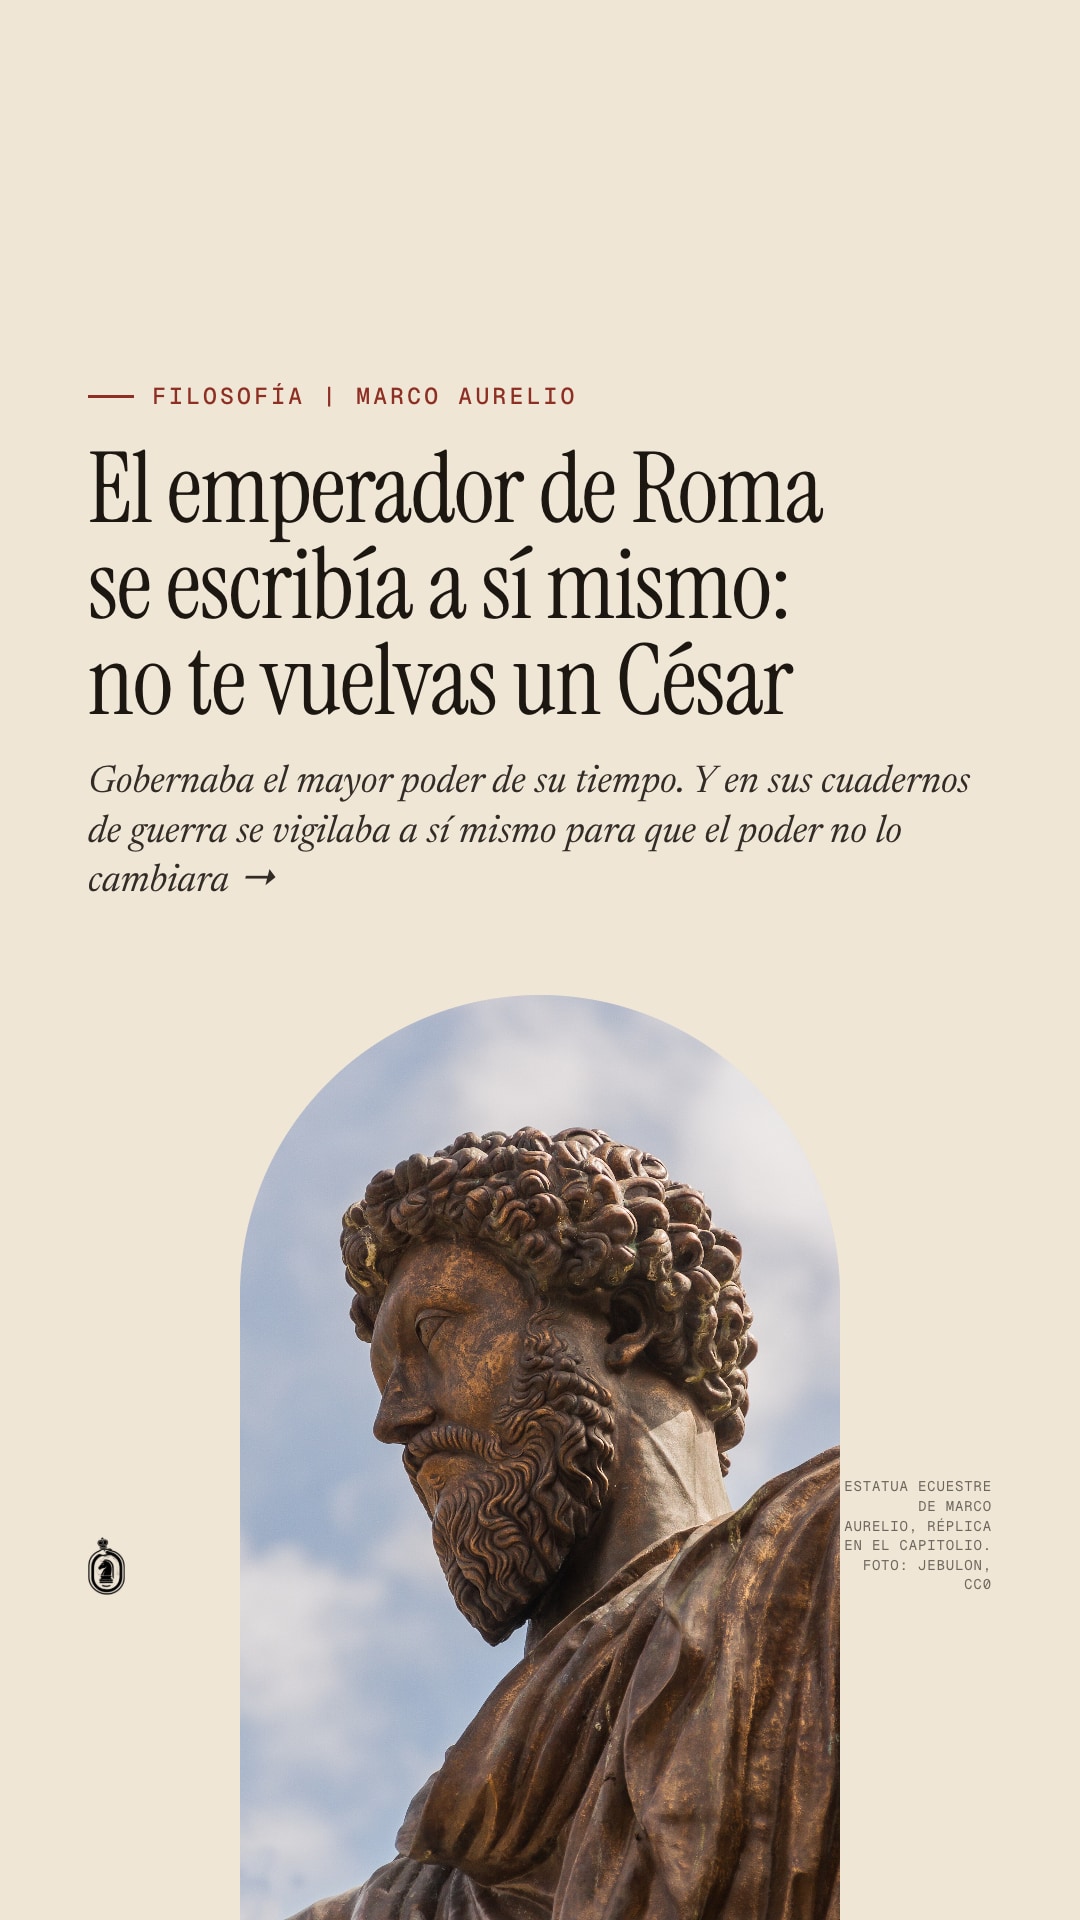 FILOSOFÍA | MARCO AURELIO
El emperador de Roma
se escribía a sí mismo:
no te vuelvas un César
Gobernaba el mayor poder de su tiempo. Y en sus cuadernos
de guerra se vigilaba a sí mismo para que el poder no lo
cambiara →
ESTATUA ECUESTRE
DE MARCO
AURELIO, RÉPLICA
EN EL CAPITOLIO.
FOTO: JEBULON,
CC0